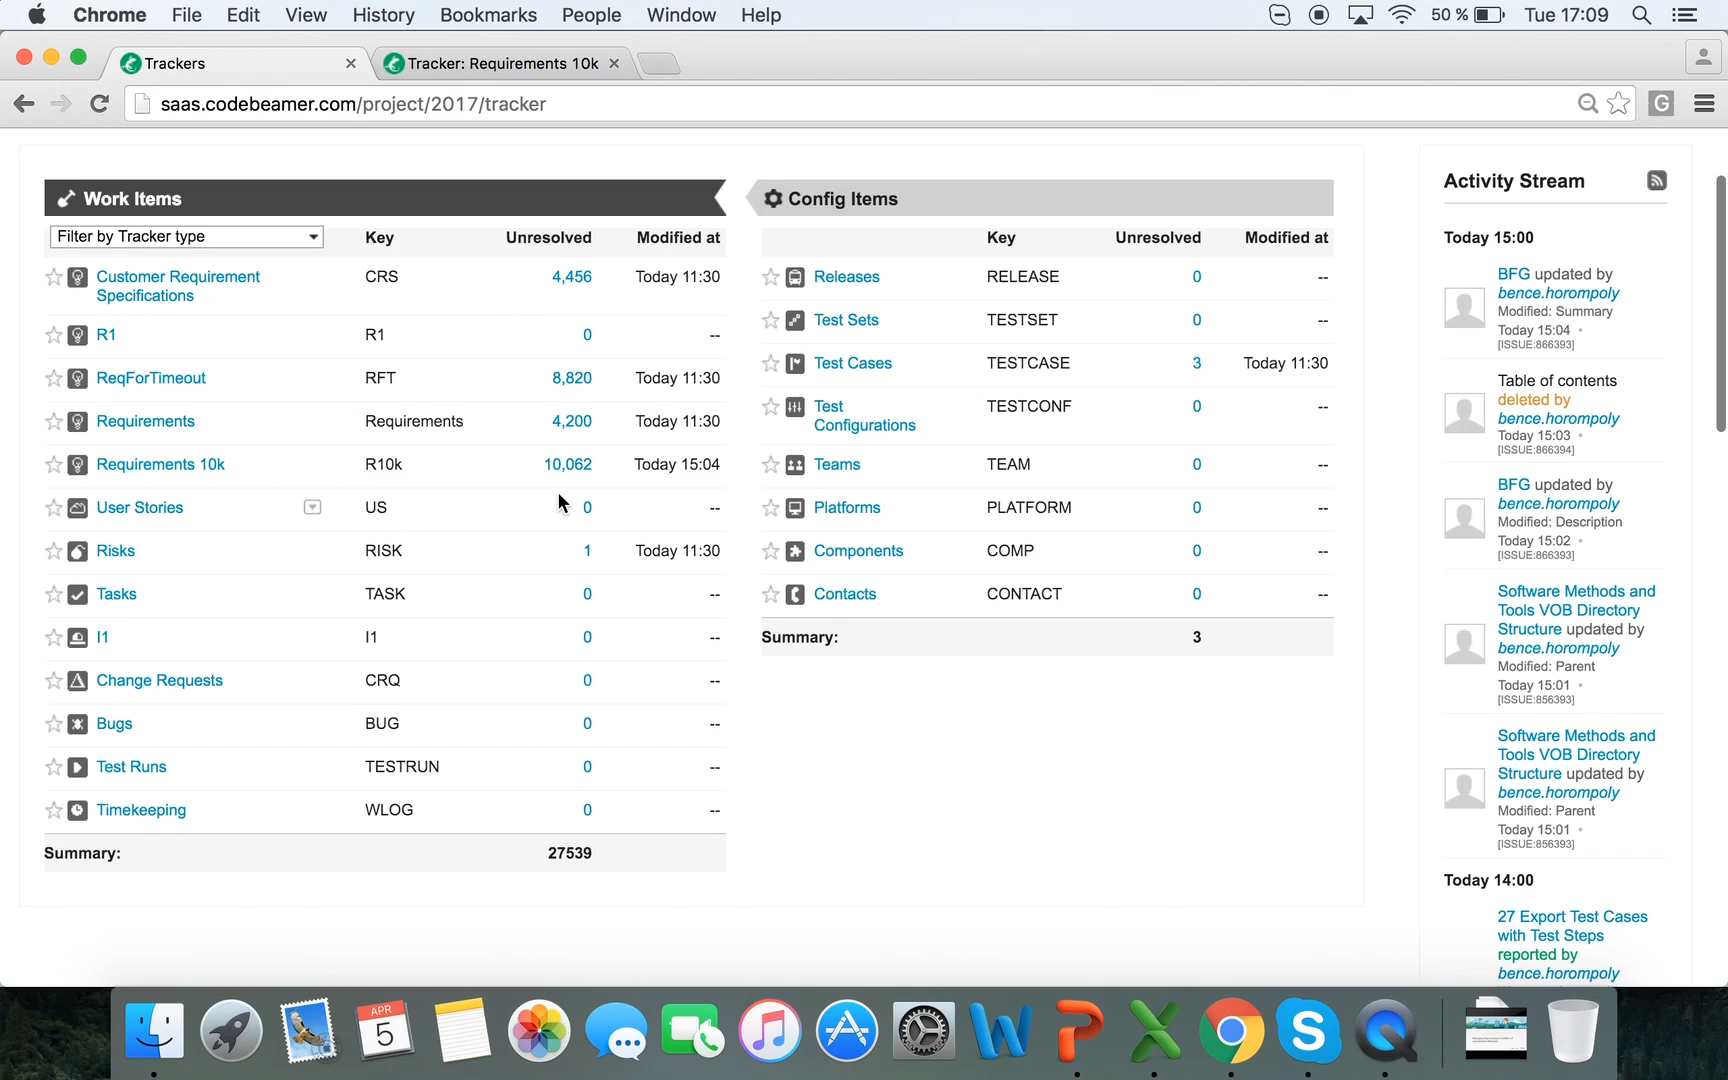 Chrome File Edit View History Bookmarks People Window Help 50 % Tue 17:09
Trackers Tracker: Requirements 10k
saas.codebeamer.com/project/2017/tracker G
Work Items
Filter by Tracker type Key Unresolved Modified at
Customer Requirement Specifications CRS 4,456 Today 11:30
R1 R1 0 --
ReqForTimeout RFT 8,820 Today 11:30
Requirements Requirements 4,200 Today 11:30
Requirements 10k R10k 10,062 Today 15:04
User Stories US 0 --
Risks RISK 1 Today 11:30
Tasks TASK 0 --
I1 I1 0 --
Change Requests CRQ 0 --
Bugs BUG 0 --
Test Runs TESTRUN 0 --
Timekeeping WLOG 0 --
Summary: 27539
Config Items
Key Unresolved Modified at
Releases RELEASE 0 --
Test Sets TESTSET 0 --
Test Cases TESTCASE 3 Today 11:30
Test Configurations TESTCONF 0 --
Teams TEAM 0 --
Platforms PLATFORM 0 --
Components COMP 0 --
Contacts CONTACT 0 --
Summary: 3
Activity Stream
Today 15:00
BFG updated by
bence.horompoly
Modified: Summary
Today 15:04
[ISSUE:866393]
Table of contents
deleted by
bence.horompoly
Today 15:03
[ISSUE:866394]
BFG updated by
bence.horompoly
Modified: Description
Today 15:02
[ISSUE:866393]
Software Methods and
Tools VOB Directory
Structure updated by
bence.horompoly
Modified: Parent
Today 15:01
[ISSUE:856393]
Software Methods and
Tools VOB Directory
Structure updated by
bence.horompoly
Modified: Parent
Today 15:01
[ISSUE:856393]
Today 14:00
27 Export Test Cases
with Test Steps
reported by
bence.horompoly
APR
5